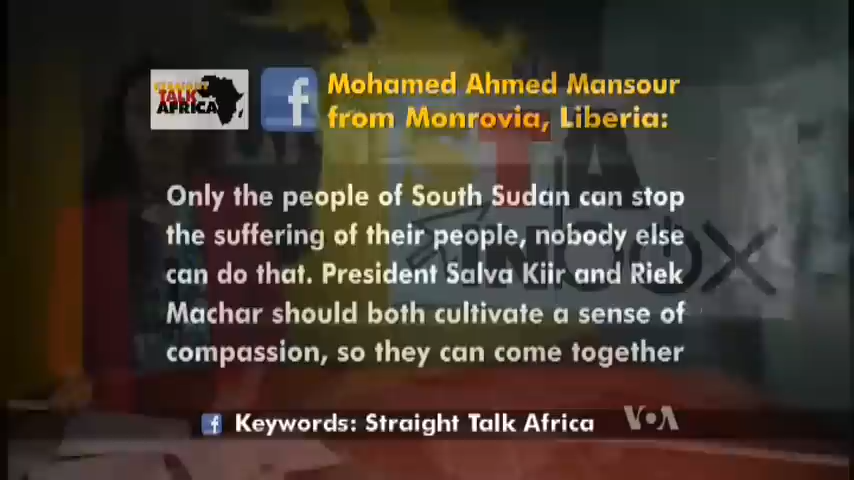 STRAIGHT
TALK
AFRICA
f
Mohamed Ahmed Mansour
from Monrovia, Liberia:
Only the people of South Sudan can stop
the suffering of their people, nobody else
can do that. President Salva Kiir and Riek
Machar should both cultivate a sense of
compassion, so they can come together
f Keywords: Straight Talk Africa VOA